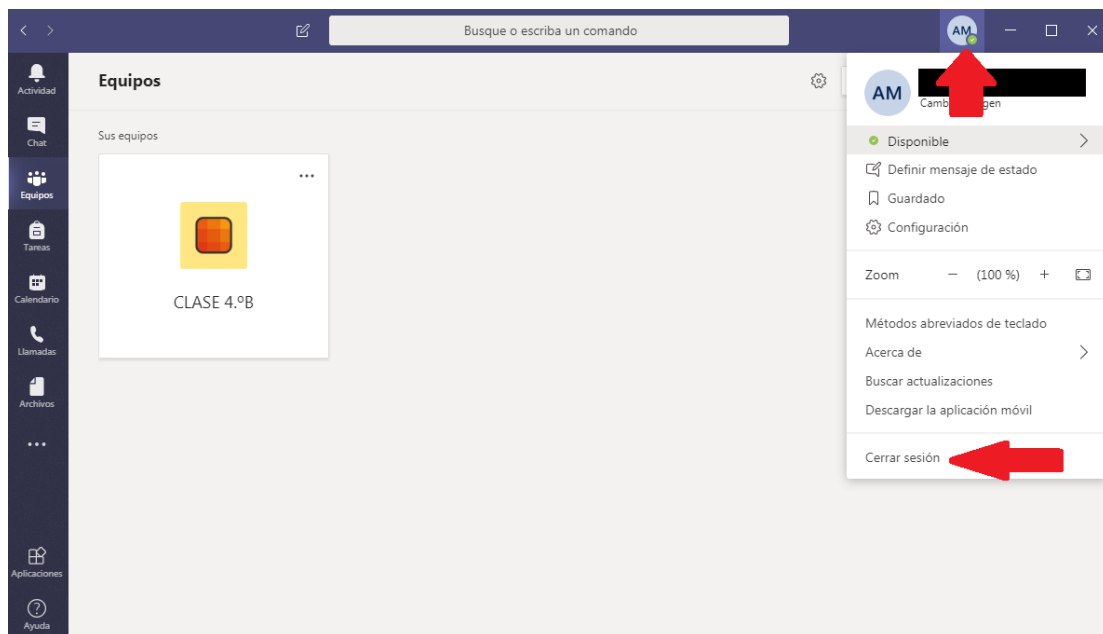 Busque o escriba un comando
AM
Actividad
Chat
Equipos
Tareas
Calendario
Llamadas
Archivos
Aplicaciones
Ayuda
Equipos
Sus equipos
CLASE 4.ºB
AM
Disponible
Definir mensaje de estado
Guardado
Configuración
Zoom − (100 %) +
Métodos abreviados de teclado
Acerca de
Buscar actualizaciones
Descargar la aplicación móvil
Cerrar sesión